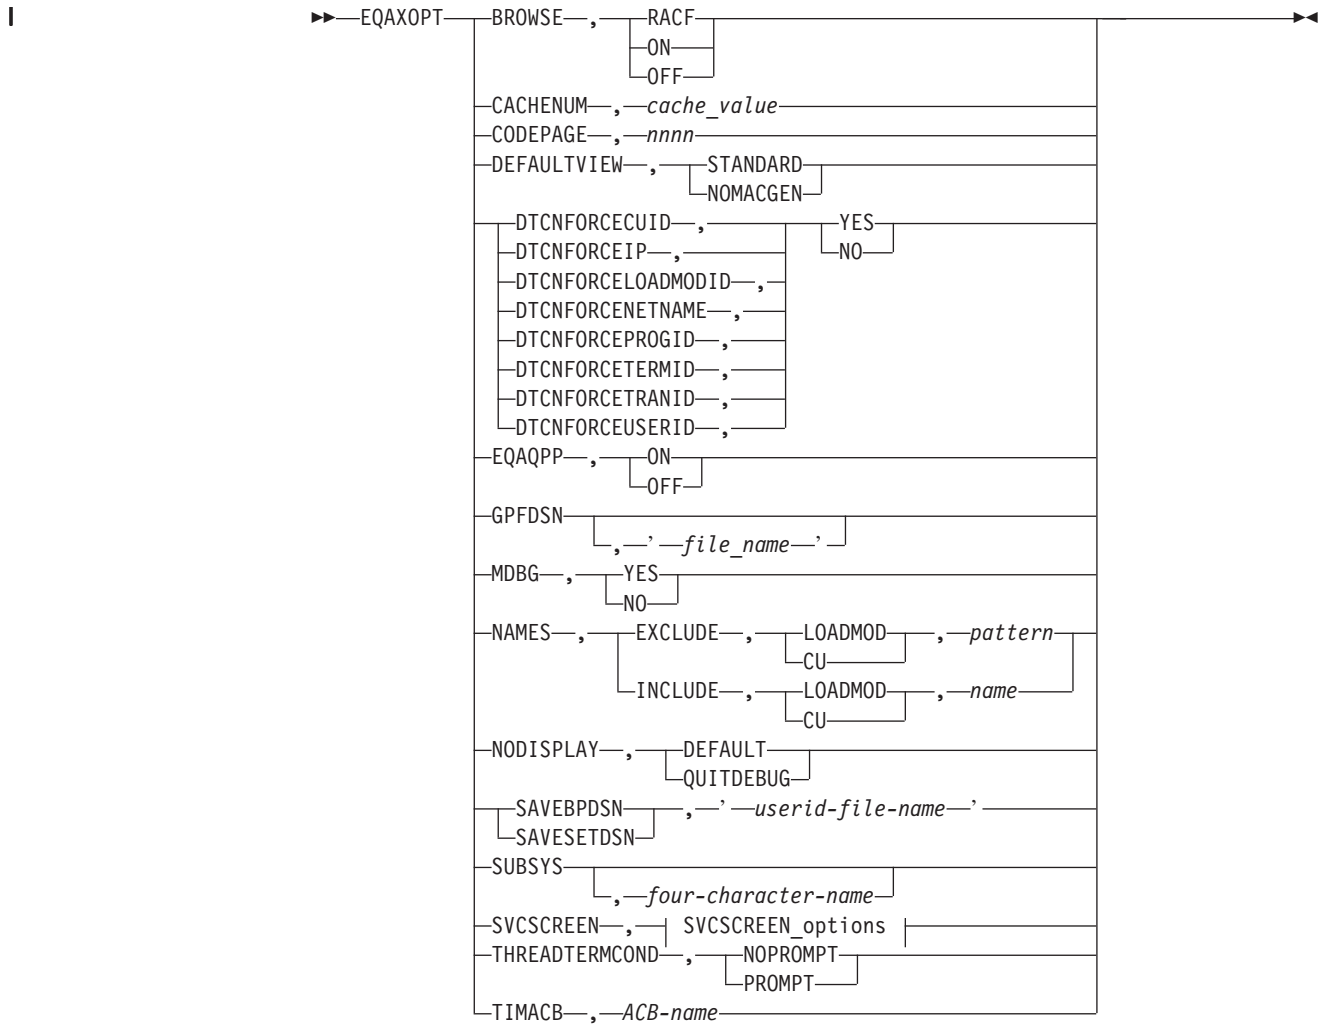 EQAXOPT BROWSE , RACF
ON
OFF
CACHENUM , cache_value
CODEPAGE , nnnn
DEFAULTVIEW , STANDARD
NOMACGEN
DTCNFORCECUID , YES
DTCNFORCEIP , NO
DTCNFORCELOADMODID ,
DTCNFORCENETNAME ,
DTCNFORCEPROGID ,
DTCNFORCETERMID ,
DTCNFORCETRANID ,
DTCNFORCEUSERID ,
EQAQPP , ON
OFF
GPFDSN
, ’ file_name ’
MDBG , YES
NO
NAMES , EXCLUDE , LOADMOD , pattern
CU
INCLUDE , LOADMOD , name
CU
NODISPLAY , DEFAULT
QUITDEBUG
SAVEBPDSN , ’ userid-file-name ’
SAVESETDSN
SUBSYS
, four-character-name
SVCSCREEN , SVCSCREEN_options
THREADTERMCOND , NOPROMPT
PROMPT
TIMACB , ACB-name